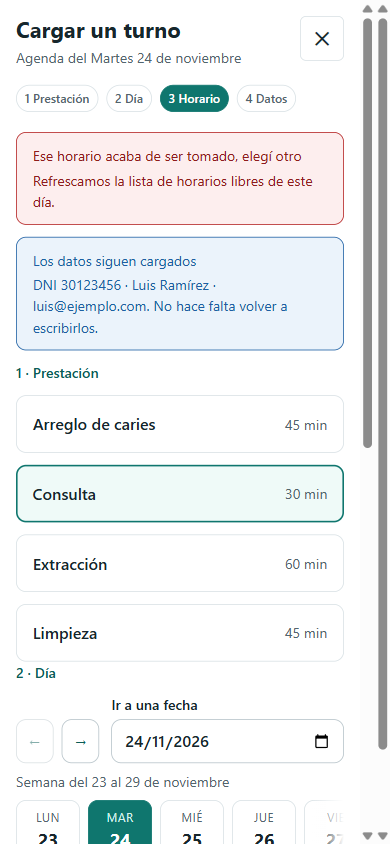 Cargar un turno
Agenda del Martes 24 de noviembre
1 Prestación 2 Día 3 Horario 4 Datos
Ese horario acaba de ser tomado, elegí otro
Refrescamos la lista de horarios libres de este
día.
Los datos siguen cargados
DNI 30123456 · Luis Ramírez ·
luis@ejemplo.com. No hace falta volver a
escribirlos.
1 · Prestación
Arreglo de caries 45 min
Consulta 30 min
Extracción 60 min
Limpieza 45 min
2 · Día
Ir a una fecha
← → 24/11/2026
Semana del 23 al 29 de noviembre
LUN MAR MIÉ JUE VIE
23 24 25 26 27